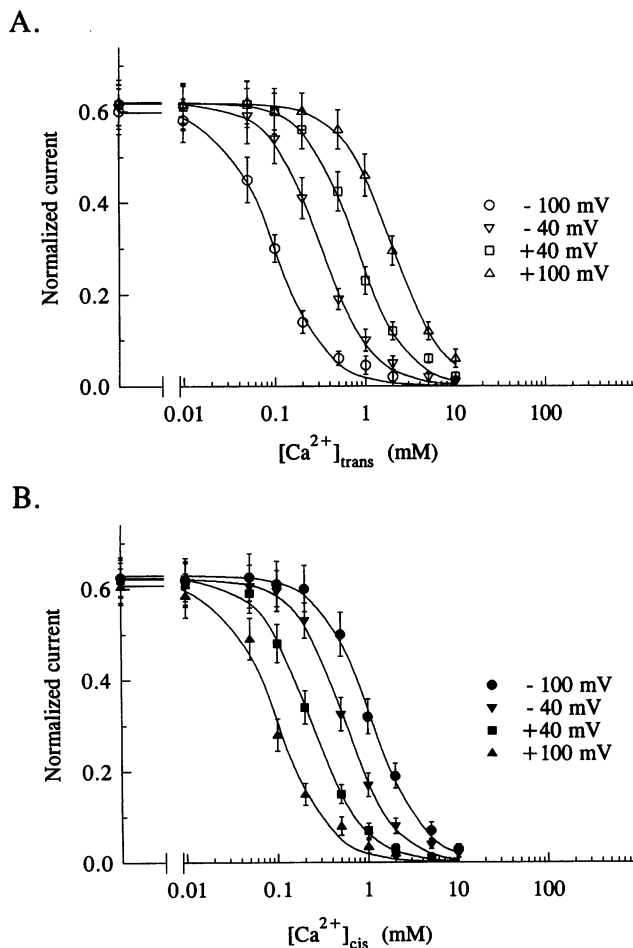 A.
Normalized current
0.6
0.4
0.2
0.0
0.01 0.1 1 10 100
[Ca²⁺]trans (mM)
- 100 mV
- 40 mV
+40 mV
+100 mV
B.
Normalized current
0.6
0.4
0.2
0.0
0.01 0.1 1 10 100
[Ca²⁺]cis (mM)
- 100 mV
- 40 mV
+40 mV
+100 mV